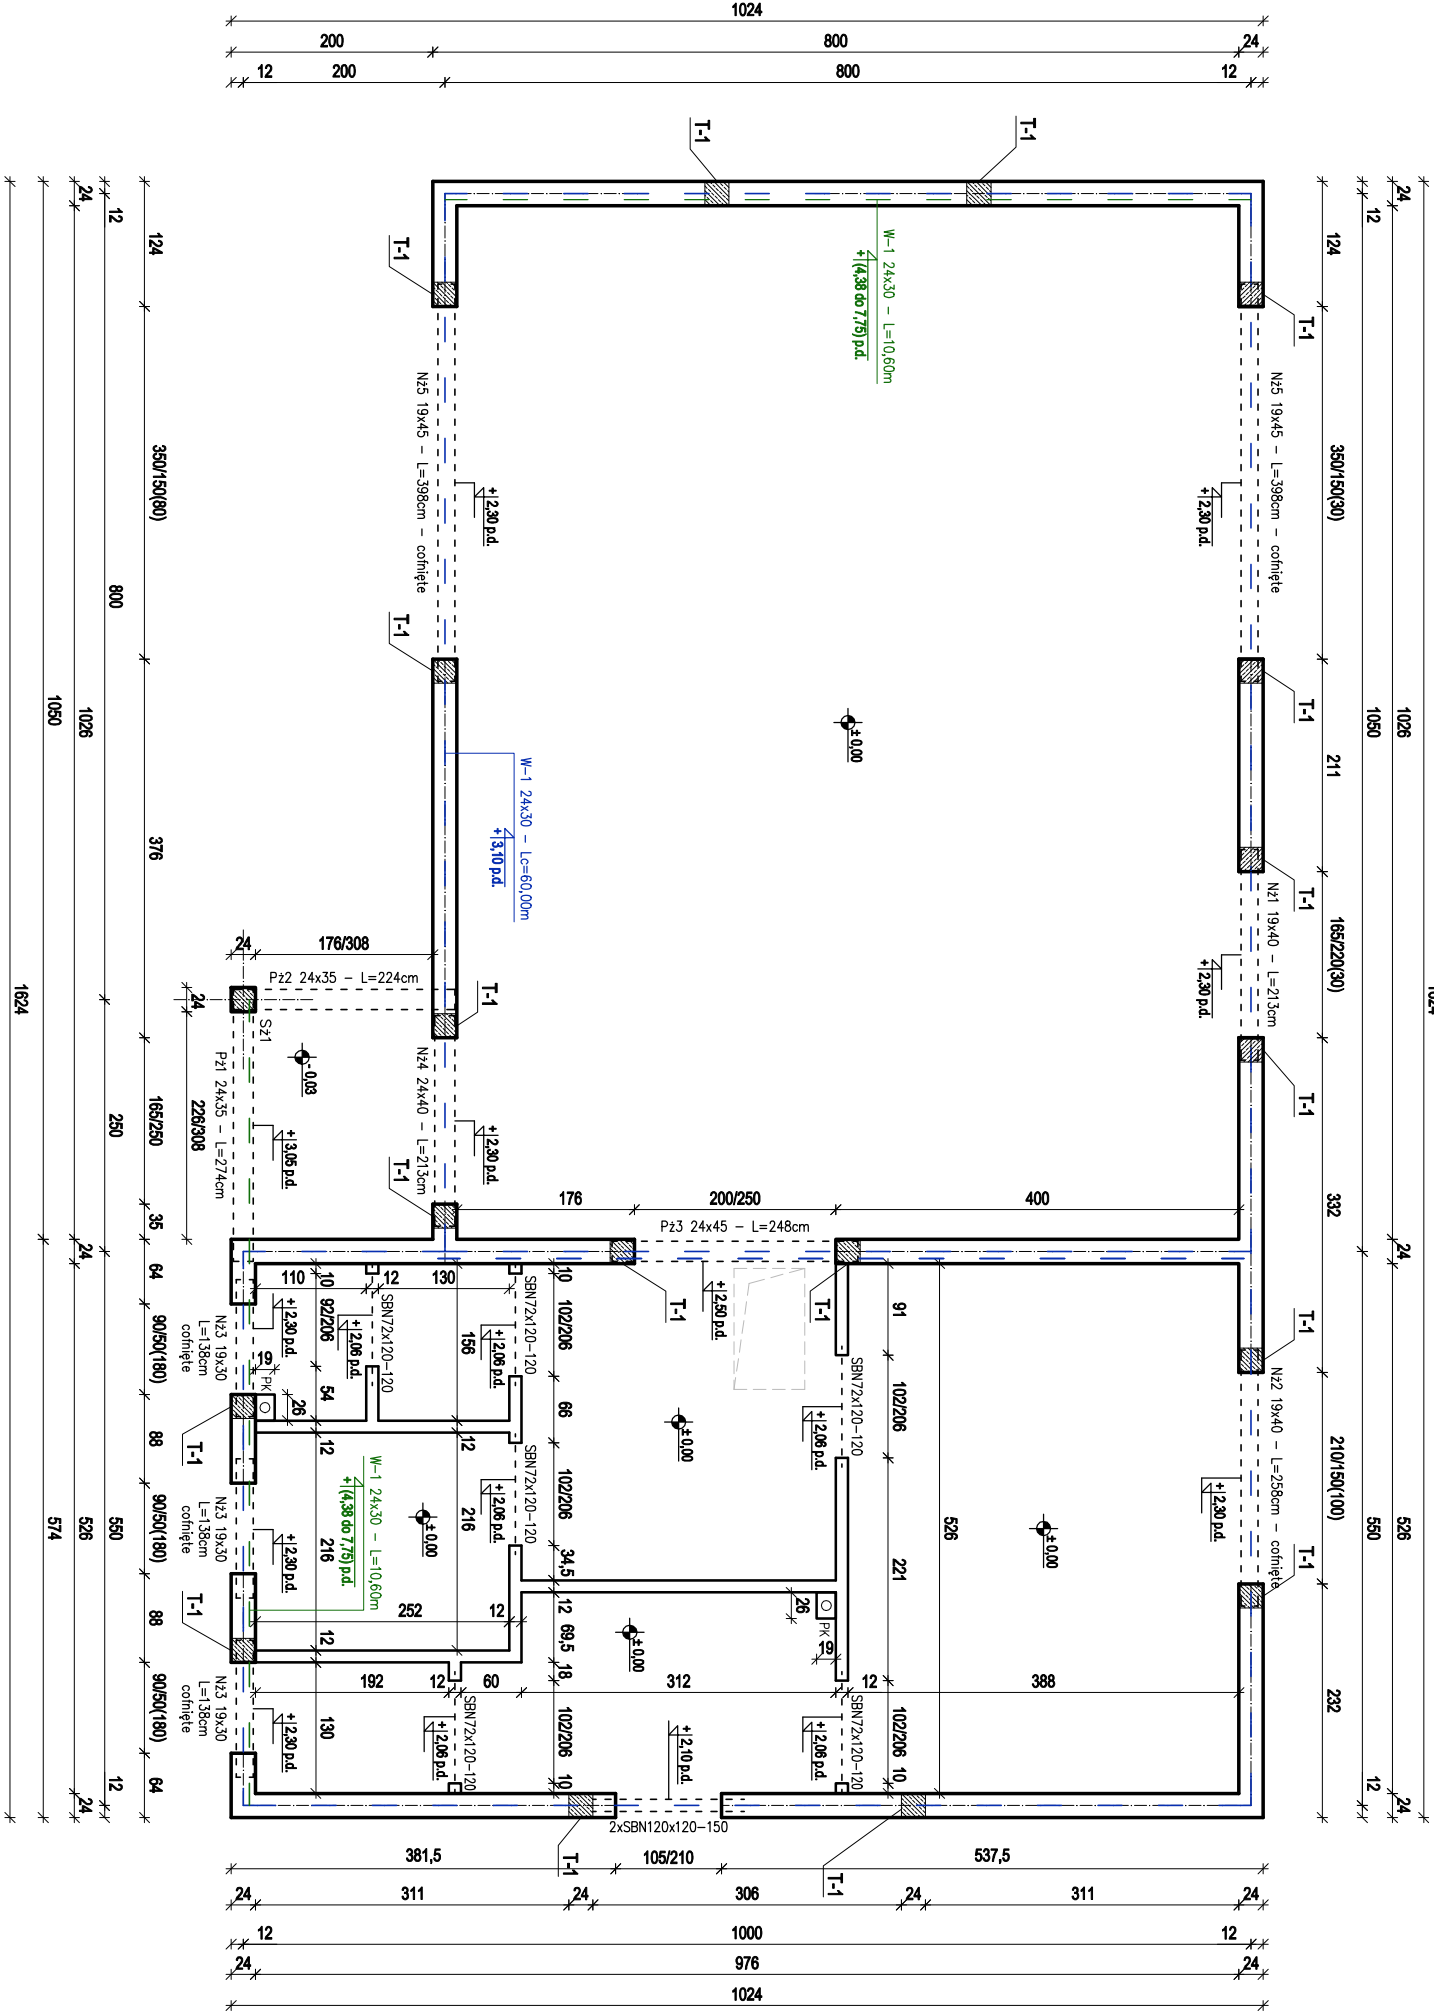 1024
200
800
24
12
200
800
12
T-1
T-1
24
12
124
350/150(80)
800
1026
1050
376
1624
250
165/250
35
24
64
90/50(180)
88
90/50(180)
88
90/50(180)
64
550
526
574
12
24
24
12
124
350/150(30)
1026
1050
211
165/220(30)
332
24
210/150(100)
526
550
232
12
24
T-1
T-1
W-1 24x30 - L=10,60m
+ (4,38 do 7,75) p.d.
Nż5 19x45 - L=398cm - cofnięte
+ 2,30 p.d.
Nż5 19x45 - L=398cm - cofnięte
+ 2,30 p.d.
T-1
T-1
± 0,00
W-1 24x30 - Lc=60,00m
+ 3,10 p.d.
T-1
Nż1 19x40 - L=213cm
+ 2,30 p.d.
24
176/308
Pż2 24x35 - L=224cm
T-1
24
Sż1
- 0,03
Pż1 24x35 - L=274cm
226/308
+ 3,05 p.d.
Nż4 24x40 - L=213cm
+ 2,30 p.d.
T-1
T-1
176
200/250
400
Pż3 24x45 - L=248cm
+ 2,50 p.d.
T-1
T-1
T-1
110
12
130
10
92/206
54
SBN72x120-120
+ 2,06 p.d.
156
SBN72x120-120
+ 2,06 p.d.
10
102/206
66
91
SBN72x120-120
102/206
+ 2,06 p.d.
Nż3 19x30
L=138cm
cofnięte
+ 2,30 p.d.
19
PK
26
T-1
± 0,00
Nż2 19x40 - L=258cm - cofnięte
+ 2,30 p.d.
T-1
12
12
SBN72x120-120
102/206
+ 2,06 p.d.
216
± 0,00
W-1 24x30 - L=10,60m
+ (4,38 do 7,75) p.d.
216
Nż3 19x30
L=138cm
cofnięte
+ 2,30 p.d.
34,5
221
526
± 0,00
T-1
252
12
12
12
69,5
18
± 0,00
26
PK
19
192
12
60
312
12
388
Nż3 19x30
L=138cm
cofnięte
+ 2,30 p.d.
130
SBN72x120-120
+ 2,06 p.d.
102/206
10
+ 2,10 p.d.
SBN72x120-120
+ 2,06 p.d.
102/206
10
2xSBN120x120-150
381,5
105/210
537,5
T-1
T-1
24
311
24
306
24
311
24
12
1000
12
24
976
24
1024